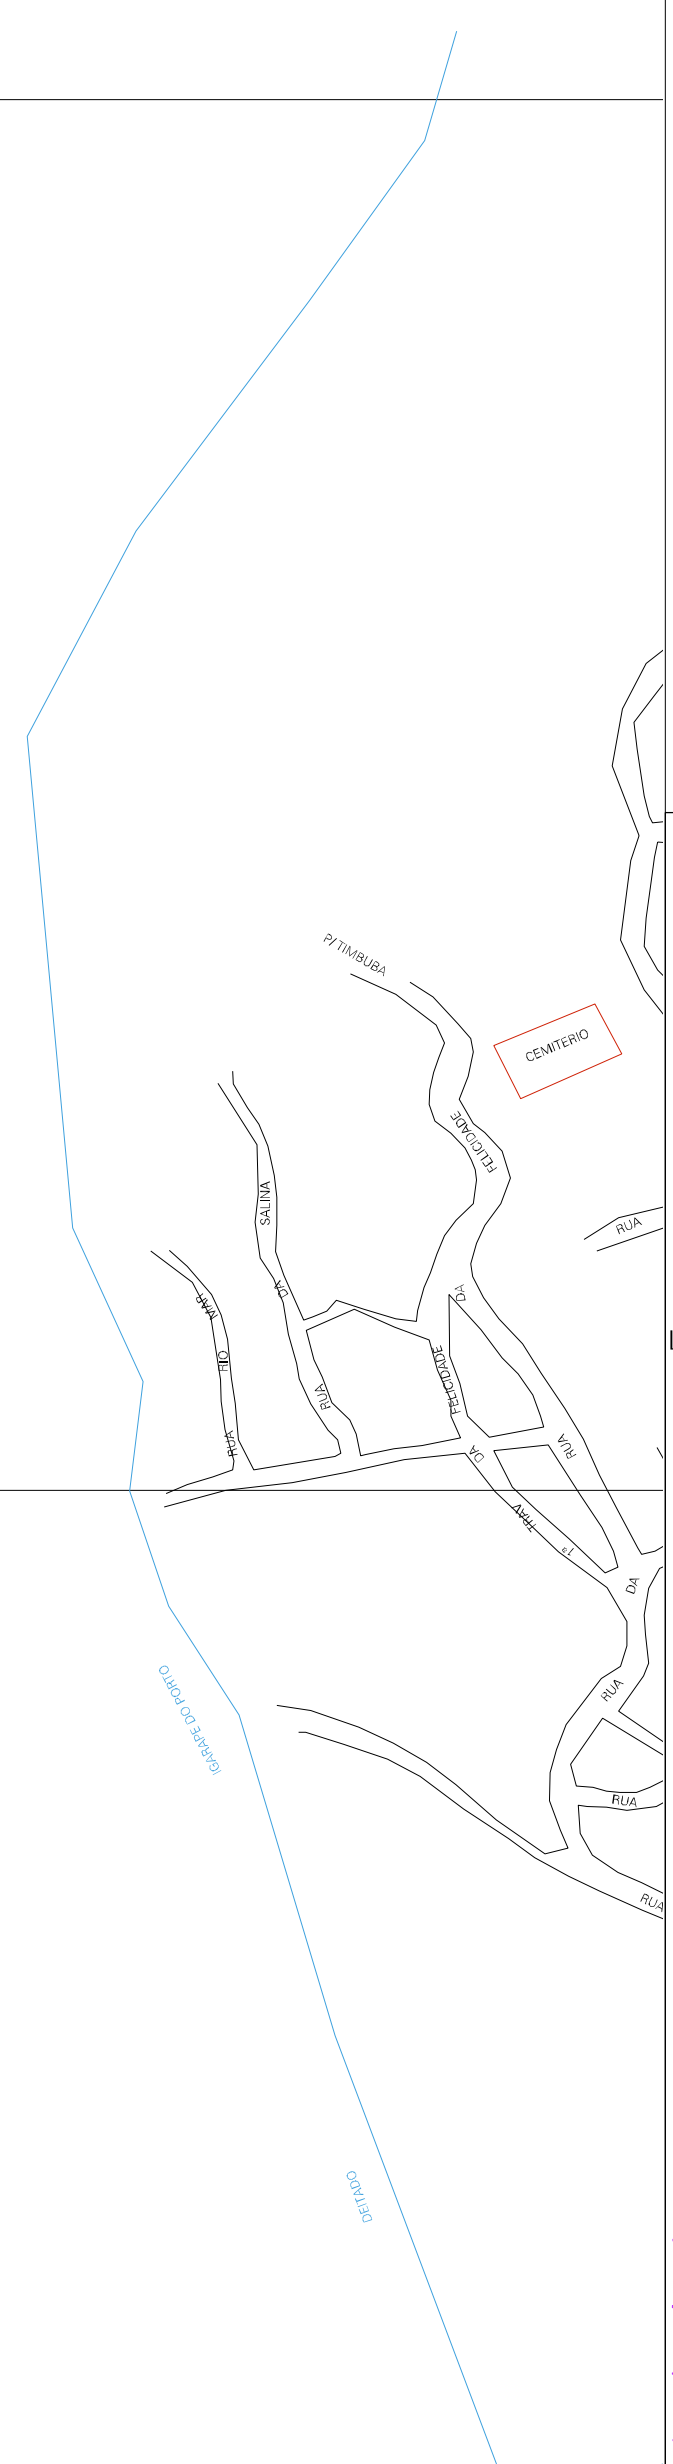 P/ TIMBUBA
CEMITERIO
FELICIDADE
DA
RUA
SALINA
DA
RUA
MAR
RIO
RUA
RUA
FELICIDADE
DA
TRAV
1ª
DA
RUA
RUA
RUA
IGARAPE DO PORTO
DEITADO